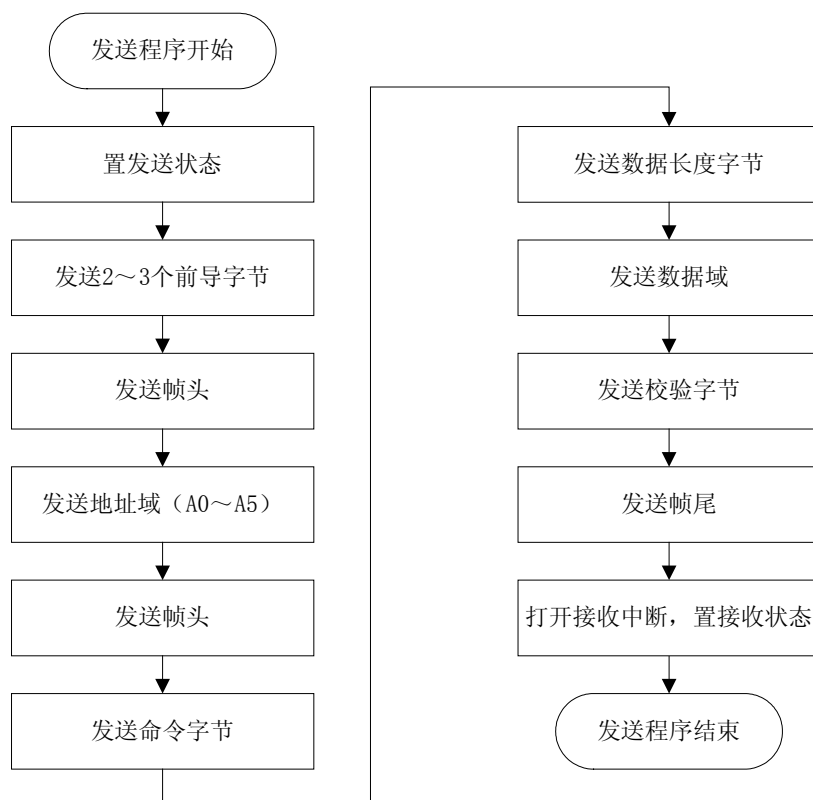 发送程序开始
置发送状态
发送2～3个前导字节
发送帧头
发送地址域（A0～A5）
发送帧头
发送命令字节
发送数据长度字节
发送数据域
发送校验字节
发送帧尾
打开接收中断，置接收状态
发送程序结束